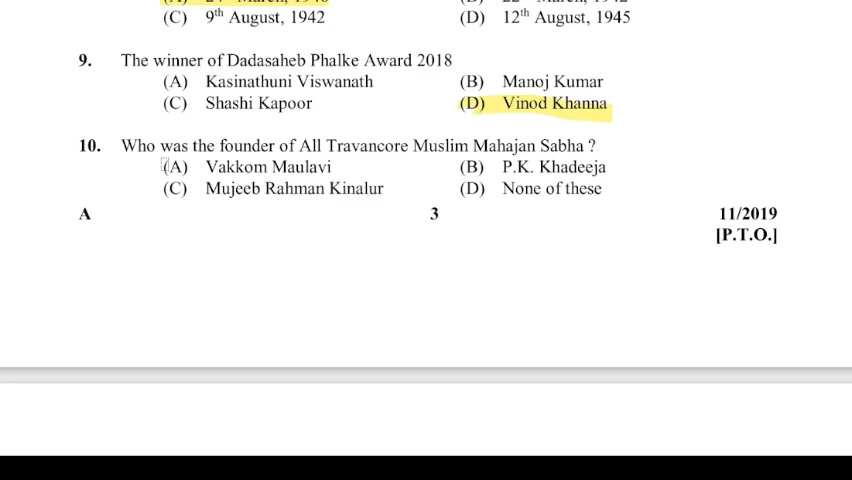 (C) 9th August, 1942 (D) 12th August, 1945
9. The winner of Dadasaheb Phalke Award 2018
(A) Kasinathuni Viswanath (B) Manoj Kumar
(C) Shashi Kapoor (D) Vinod Khanna
10. Who was the founder of All Travancore Muslim Mahajan Sabha ?
(A) Vakkom Maulavi (B) P.K. Khadeeja
(C) Mujeeb Rahman Kinalur (D) None of these
A 3 11/2019
[P.T.O.]